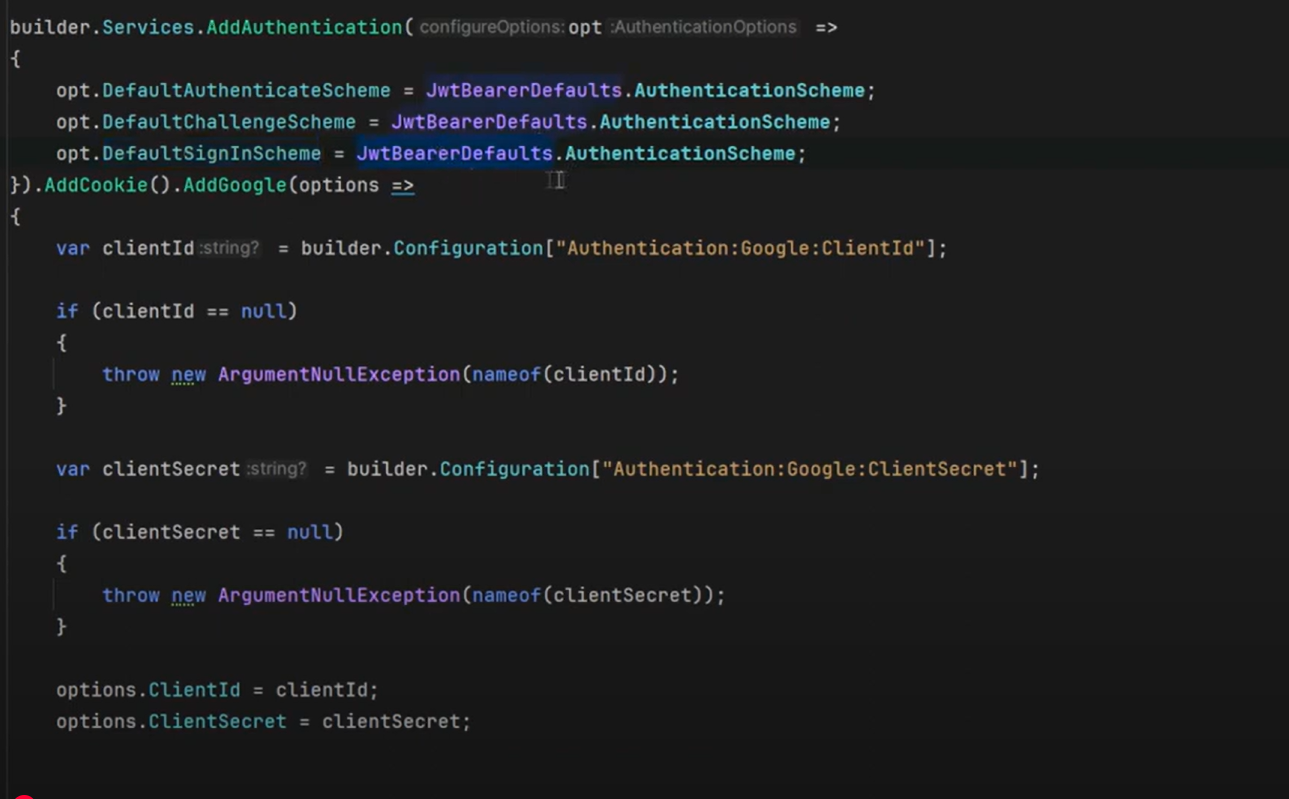 builder.Services.AddAuthentication( configureOptions: opt :AuthenticationOptions =>
{
    opt.DefaultAuthenticateScheme = JwtBearerDefaults.AuthenticationScheme;
    opt.DefaultChallengeScheme = JwtBearerDefaults.AuthenticationScheme;
    opt.DefaultSignInScheme = JwtBearerDefaults.AuthenticationScheme;
}).AddCookie().AddGoogle(options =>
{
    var clientId :string? = builder.Configuration["Authentication:Google:ClientId"];
    if (clientId == null)
    {
        throw new ArgumentNullException(nameof(clientId));
    }
    var clientSecret :string? = builder.Configuration["Authentication:Google:ClientSecret"];
    if (clientSecret == null)
    {
        throw new ArgumentNullException(nameof(clientSecret));
    }
    options.ClientId = clientId;
    options.ClientSecret = clientSecret;